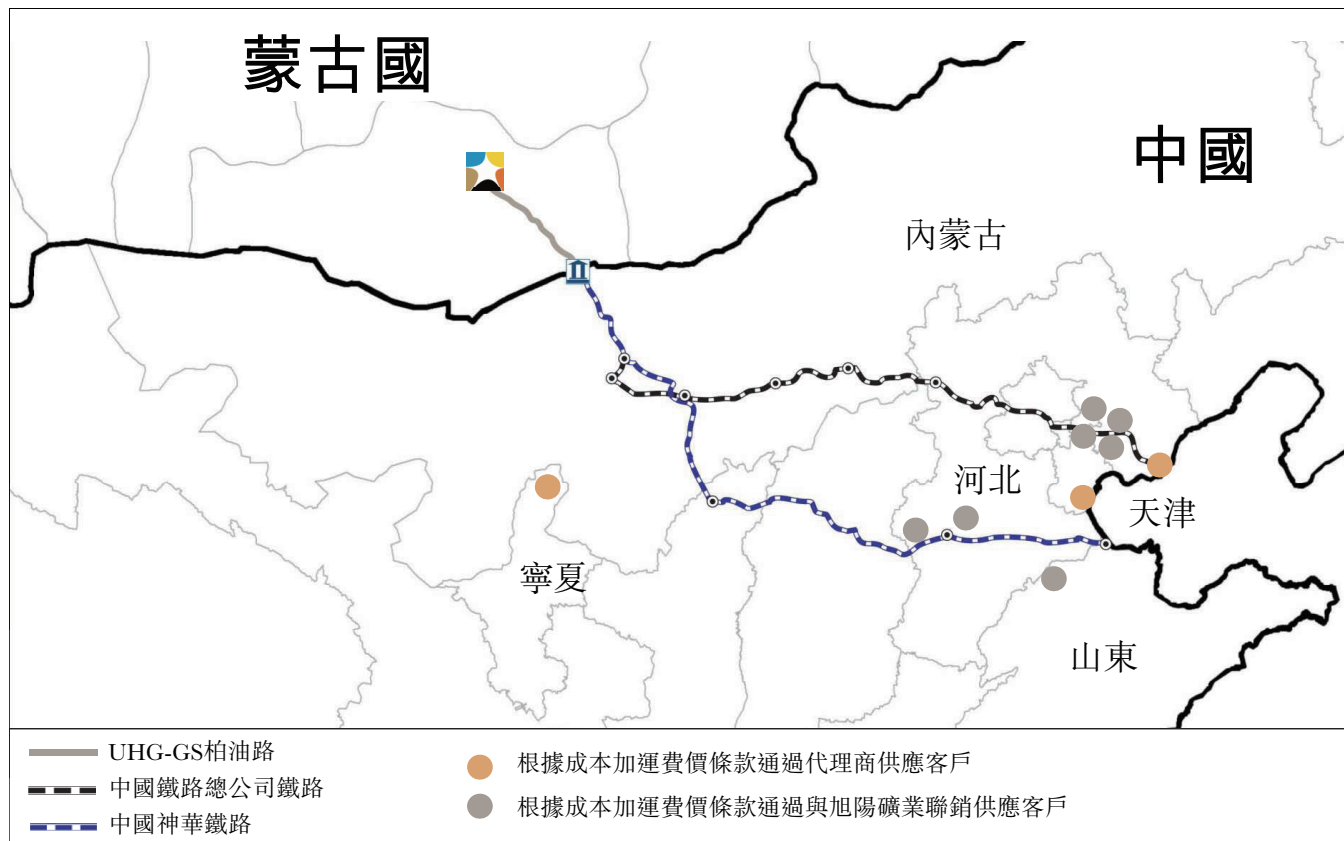 蒙古國
中國
內蒙古
河北
天津
寧夏
山東
UHG-GS柏油路
中國鐵路總公司鐵路
中國神華鐵路
根據成本加運費價條款通過代理商供應客戶
根據成本加運費價條款通過與旭陽礦業聯銷供應客戶